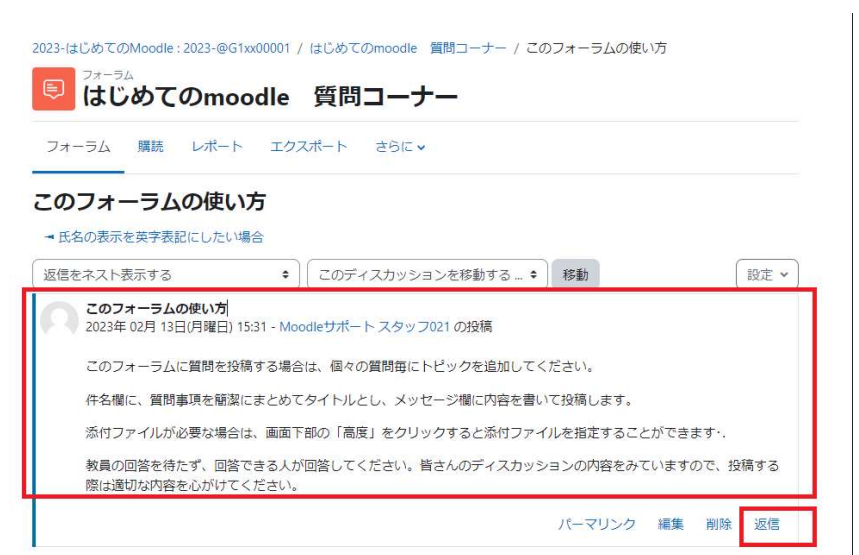 2023-はじめてのMoodle : 2023-@G1xx00001 / はじめてのmoodle　質問コーナー / このフォーラムの使い方
フォーラム
はじめてのmoodle　質問コーナー
フォーラム 購読 レポート エクスポート さらに
このフォーラムの使い方
◄ 氏名の表示を英字表記にしたい場合
返信をネスト表示する このディスカッションを移動する ... 移動 設定
このフォーラムの使い方
2023年 02月 13日(月曜日) 15:31 - Moodleサポート スタッフ021 の投稿
このフォーラムに質問を投稿する場合は、個々の質問毎にトピックを追加してください。
件名欄に、質問事項を簡潔にまとめてタイトルとし、メッセージ欄に内容を書いて投稿します。
添付ファイルが必要な場合は、画面下部の「高度」をクリックすると添付ファイルを指定することができます･.
教員の回答を待たず、回答できる人が回答してください。皆さんのディスカッションの内容をみていますので、投稿する
際は適切な内容を心がけてください。
パーマリンク 編集 削除 返信